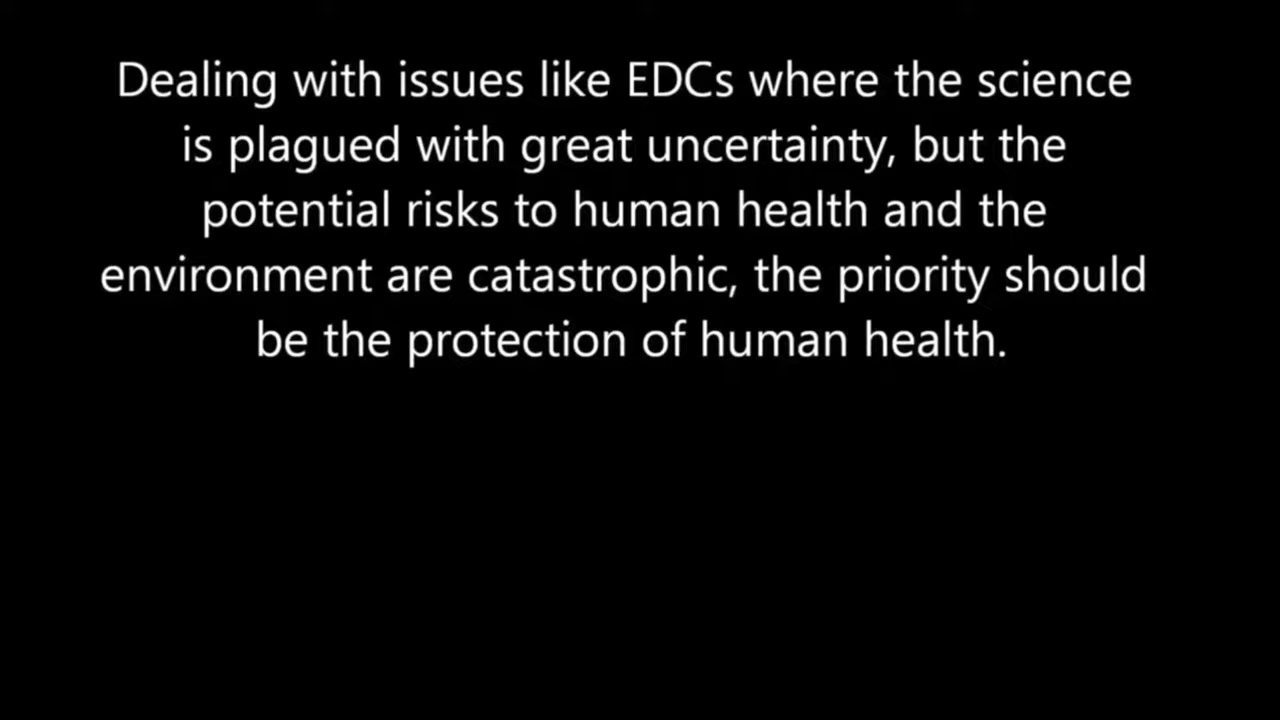 Dealing with issues like EDCs where the science
is plagued with great uncertainty, but the
potential risks to human health and the
environment are catastrophic, the priority should
be the protection of human health.